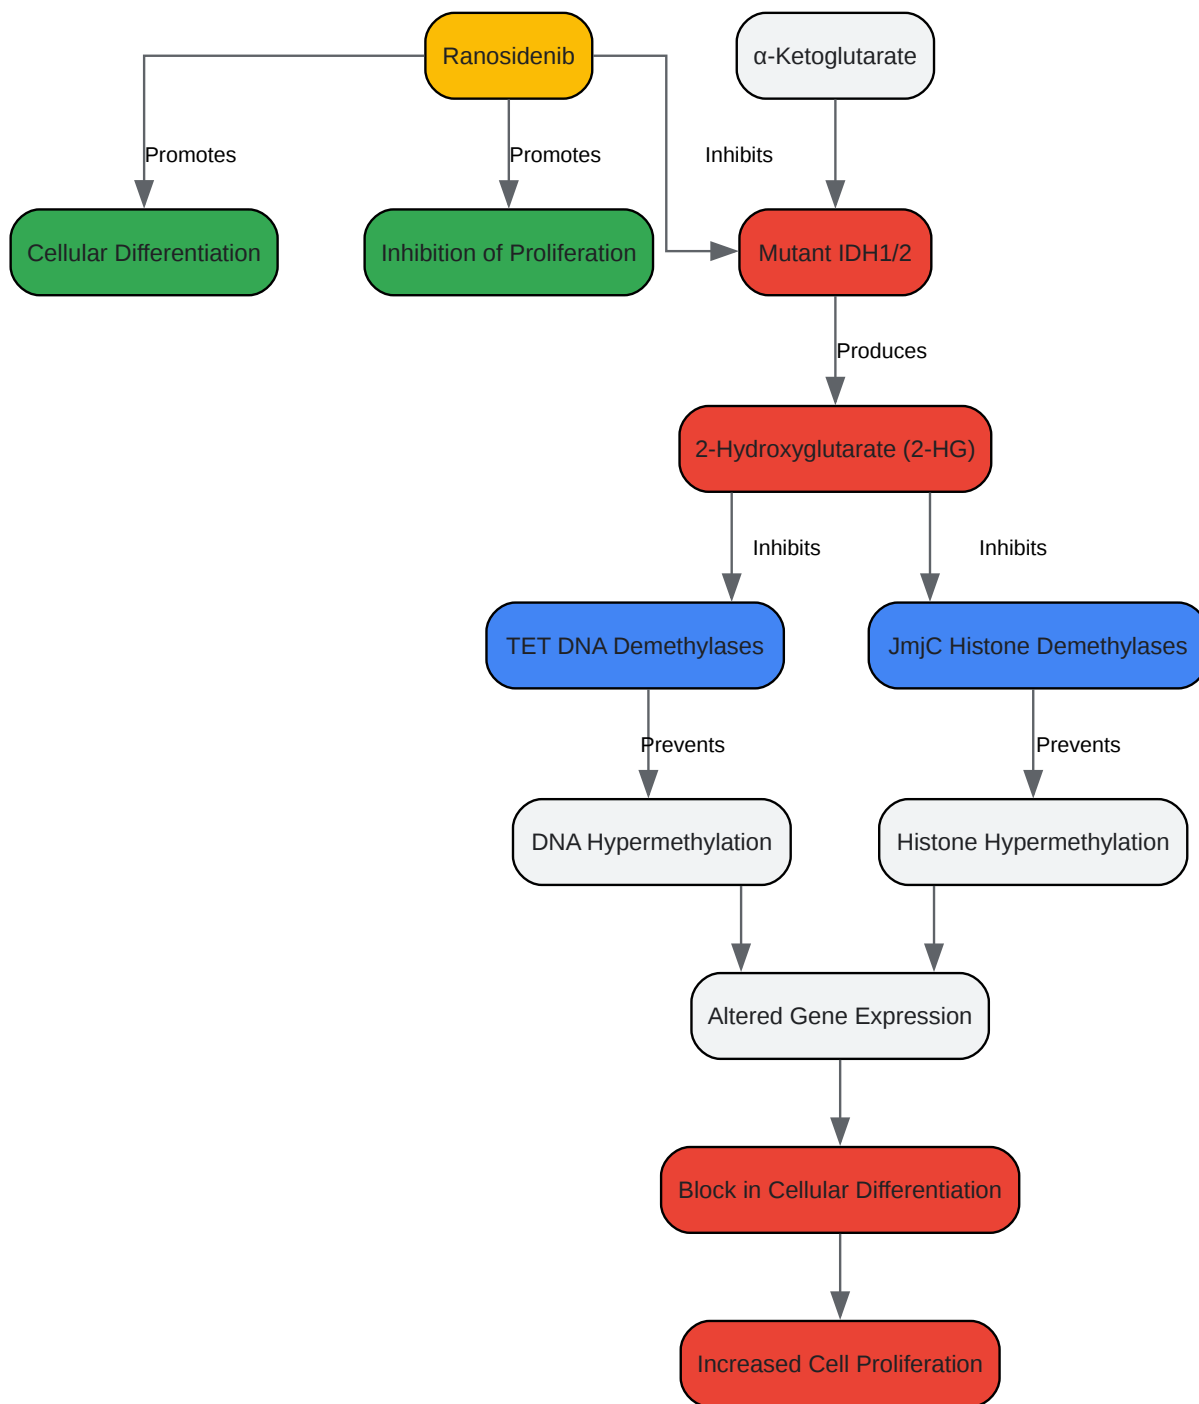 Ranosidenib
α-Ketoglutarate
Promotes
Promotes
Inhibits
Cellular Differentiation
Inhibition of Proliferation
Mutant IDH1/2
Produces
2-Hydroxyglutarate (2-HG)
Inhibits
Inhibits
TET DNA Demethylases
JmjC Histone Demethylases
Prevents
Prevents
DNA Hypermethylation
Histone Hypermethylation
Altered Gene Expression
Block in Cellular Differentiation
Increased Cell Proliferation